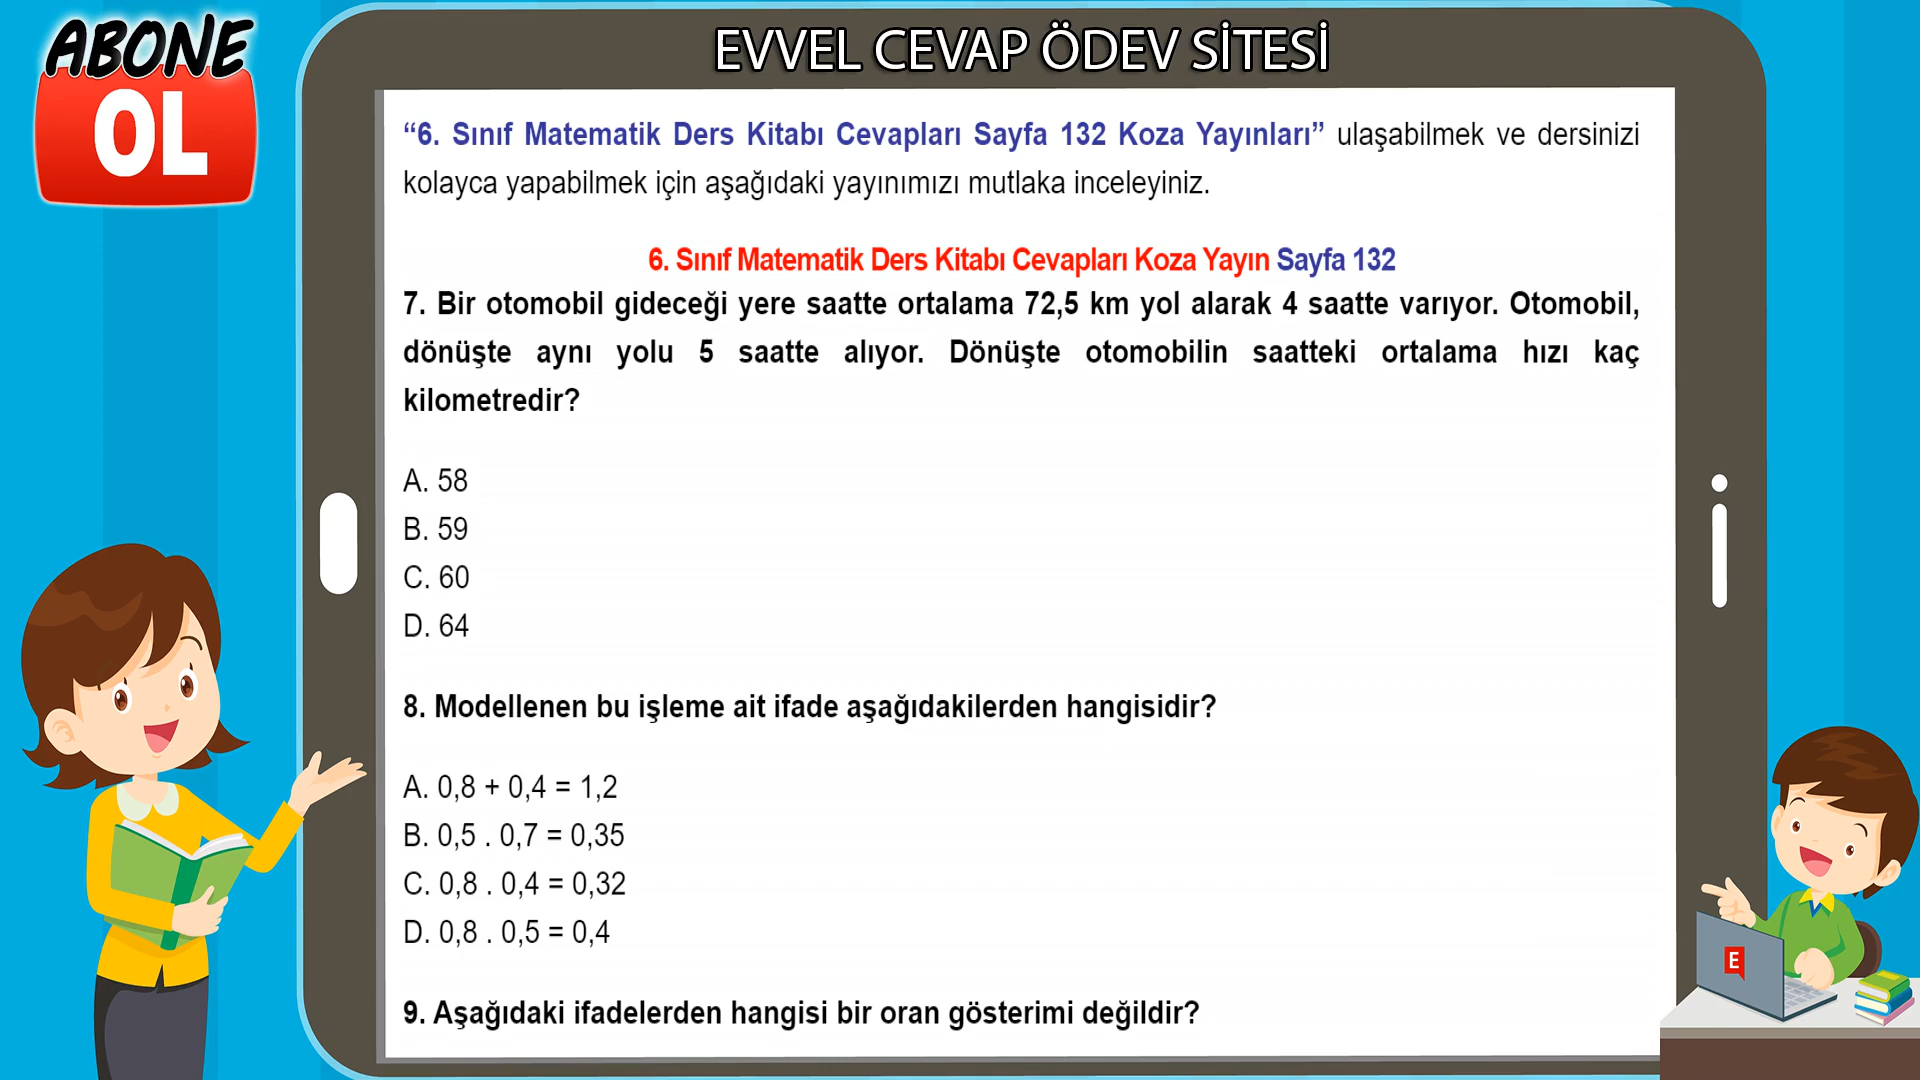 ABONE
OL
EVVEL CEVAP ÖDEV SİTESİ
“6. Sınıf Matematik Ders Kitabı Cevapları Sayfa 132 Koza Yayınları” ulaşabilmek ve dersinizi
kolayca yapabilmek için aşağıdaki yayınımızı mutlaka inceleyiniz.
6. Sınıf Matematik Ders Kitabı Cevapları Koza Yayın Sayfa 132
7. Bir otomobil gideceği yere saatte ortalama 72,5 km yol alarak 4 saatte varıyor. Otomobil,
dönüşte aynı yolu 5 saatte alıyor. Dönüşte otomobilin saatteki ortalama hızı kaç
kilometredir?
A. 58
B. 59
C. 60
D. 64
8. Modellenen bu işleme ait ifade aşağıdakilerden hangisidir?
A. 0,8 + 0,4 = 1,2
B. 0,5 . 0,7 = 0,35
C. 0,8 . 0,4 = 0,32
D. 0,8 . 0,5 = 0,4
9. Aşağıdaki ifadelerden hangisi bir oran gösterimi değildir?
E